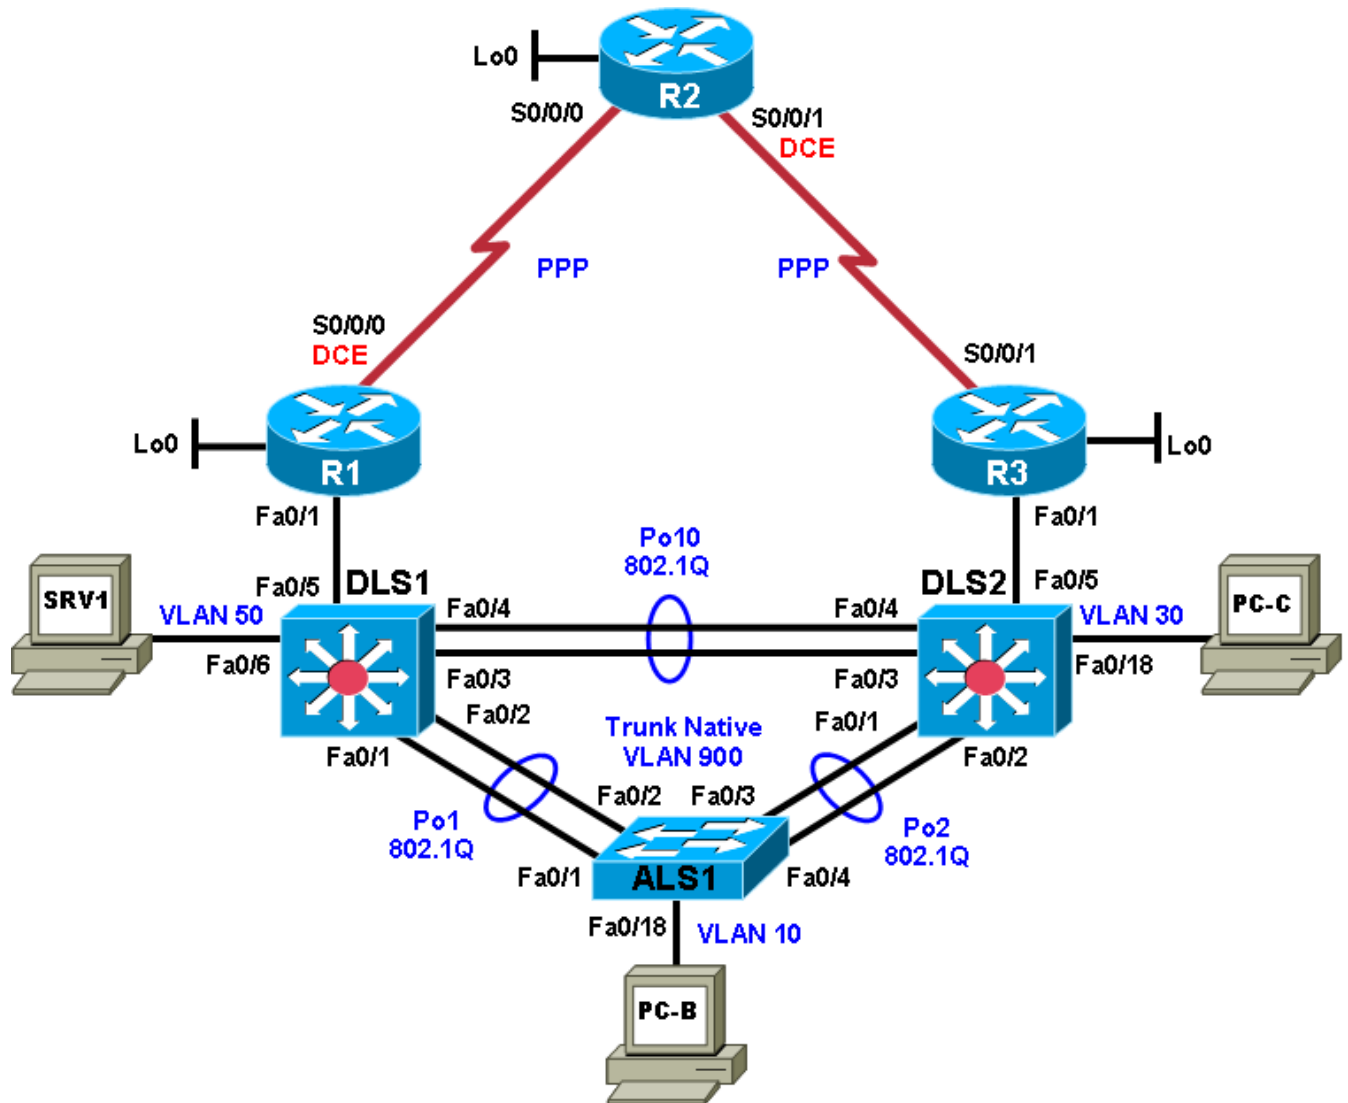 Lo0
R2
S0/0/0
S0/0/1
DCE
PPP
PPP
S0/0/0
DCE
S0/0/1
Lo0
R1
R3
Lo0
Fa0/1
Fa0/1
Po10
802.1Q
SRV1
VLAN 50
Fa0/5
DLS1
Fa0/4
Fa0/4
DLS2
Fa0/5
VLAN 30
PC-C
Fa0/6
Fa0/3
Fa0/3
Fa0/18
Fa0/2
Trunk Native
VLAN 900
Fa0/1
Fa0/1
Fa0/2
Po1
802.1Q
Fa0/2
Fa0/3
Po2
802.1Q
Fa0/1
ALS1
Fa0/4
Fa0/18
VLAN 10
PC-B